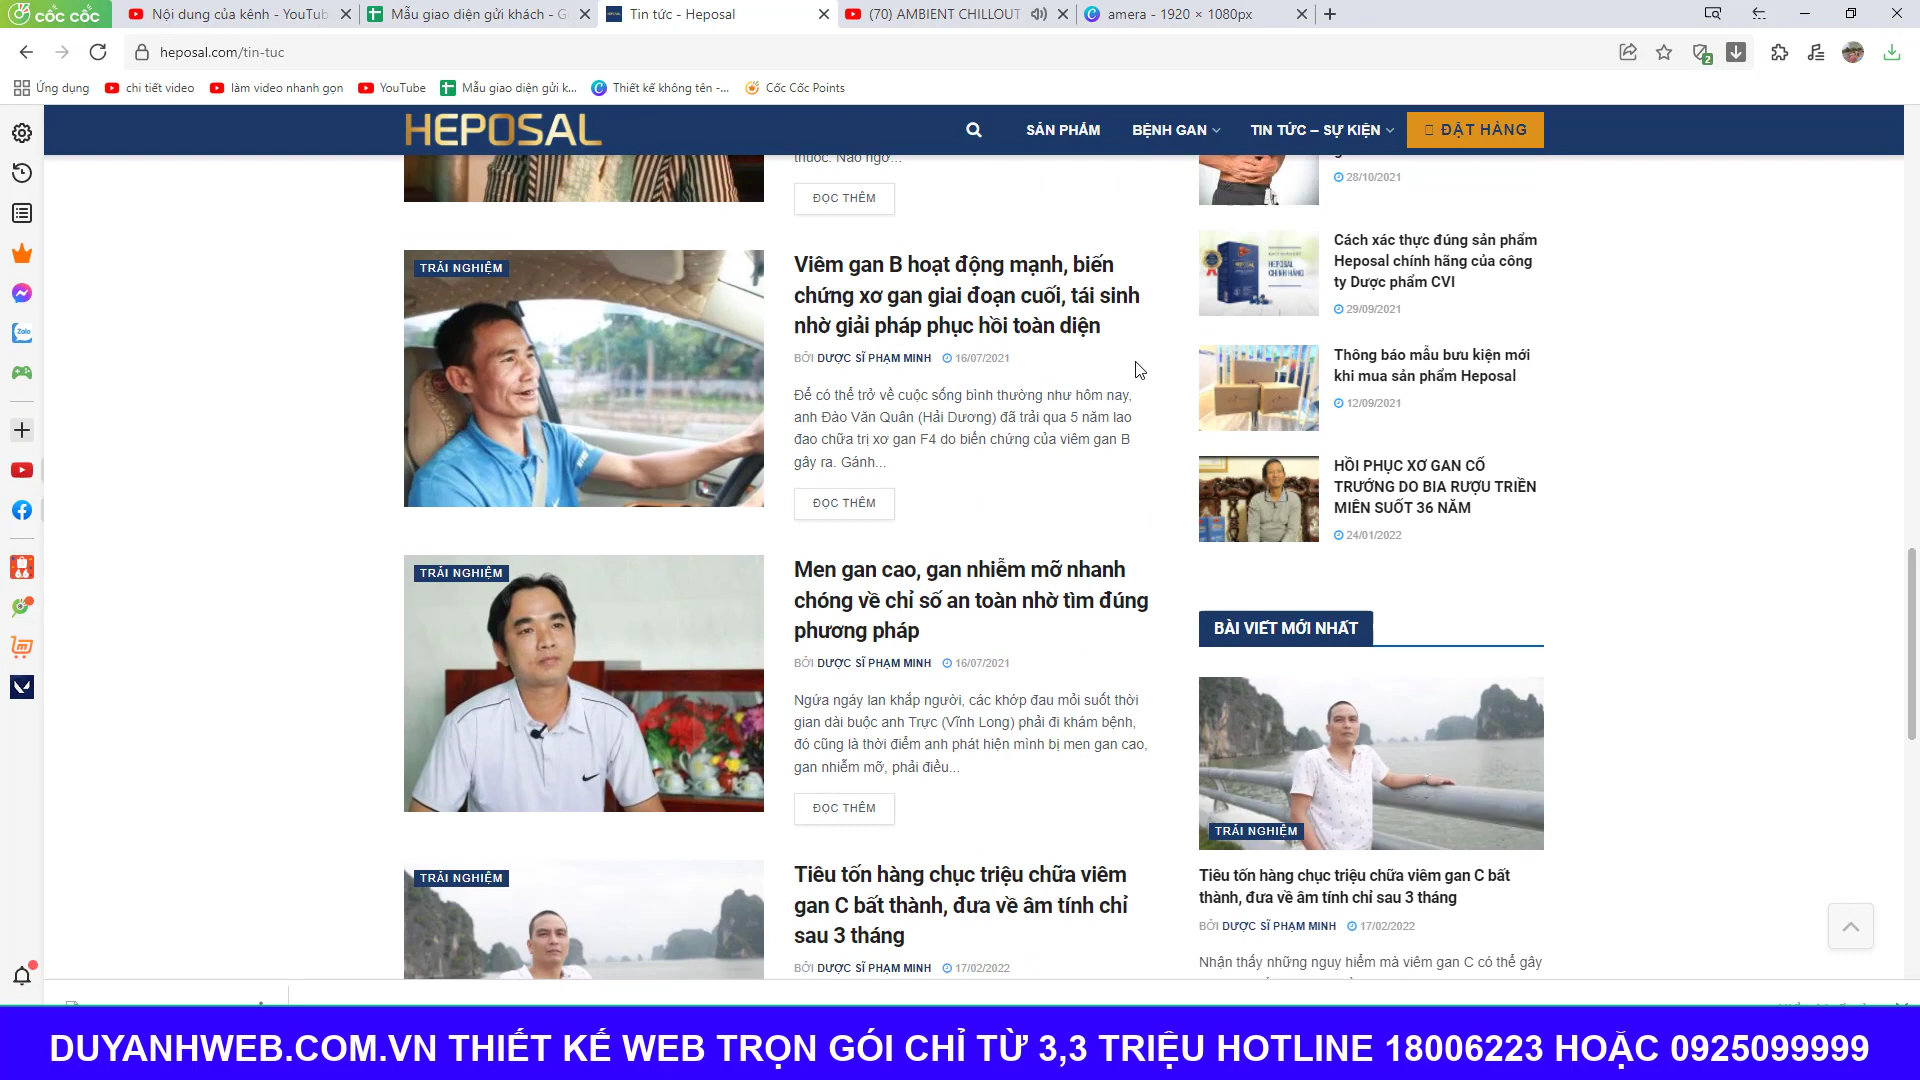 cốc cốc
Nội dung của kênh - YouTub
Mẫu giao diện gửi khách - G
Tin tức - Heposal
(70) AMBIENT CHILLOUT
amera - 1920 × 1080px
heposal.com/tin-tuc
Ứng dụng
chi tiết video
làm video nhanh gọn
YouTube
Mẫu giao diện gửi k...
Thiết kế không tên -...
Cốc Cốc Points
HEPOSAL
SẢN PHẨM
BỆNH GAN
TIN TỨC – SỰ KIỆN
ĐẶT HÀNG
thuốc. Nào ngờ...
ĐỌC THÊM
TRẢI NGHIỆM
Viêm gan B hoạt động mạnh, biến
chứng xơ gan giai đoạn cuối, tái sinh
nhờ giải pháp phục hồi toàn diện
BỞI DƯỢC SĨ PHẠM MINH 16/07/2021
Để có thể trở về cuộc sống bình thường như hôm nay,
anh Đào Văn Quân (Hải Dương) đã trải qua 5 năm lao
đao chữa trị xơ gan F4 do biến chứng của viêm gan B
gây ra. Gánh...
ĐỌC THÊM
TRẢI NGHIỆM
Men gan cao, gan nhiễm mỡ nhanh
chóng về chỉ số an toàn nhờ tìm đúng
phương pháp
BỞI DƯỢC SĨ PHẠM MINH 16/07/2021
Ngứa ngáy lan khắp người, các khớp đau mỏi suốt thời
gian dài buộc anh Trực (Vĩnh Long) phải đi khám bệnh,
đó cũng là thời điểm anh phát hiện mình bị men gan cao,
gan nhiễm mỡ, phải điều...
ĐỌC THÊM
TRẢI NGHIỆM
Tiêu tốn hàng chục triệu chữa viêm
gan C bất thành, đưa về âm tính chỉ
sau 3 tháng
BỞI DƯỢC SĨ PHẠM MINH 17/02/2022
28/10/2021
Cách xác thực đúng sản phẩm
Heposal chính hãng của công
ty Dược phẩm CVI
29/09/2021
Thông báo mẫu bưu kiện mới
khi mua sản phẩm Heposal
12/09/2021
HỒI PHỤC XƠ GAN CỔ
TRƯỚNG DO BIA RƯỢU TRIỀN
MIÊN SUỐT 36 NĂM
24/01/2022
BÀI VIẾT MỚI NHẤT
TRẢI NGHIỆM
Tiêu tốn hàng chục triệu chữa viêm gan C bất
thành, đưa về âm tính chỉ sau 3 tháng
BỞI DƯỢC SĨ PHẠM MINH 17/02/2022
Nhận thấy những nguy hiểm mà viêm gan C có thể gây
DUYANHWEB.COM.VN THIẾT KẾ WEB TRỌN GÓI CHỈ TỪ 3,3 TRIỆU HOTLINE 18006223 HOẶC 0925099999